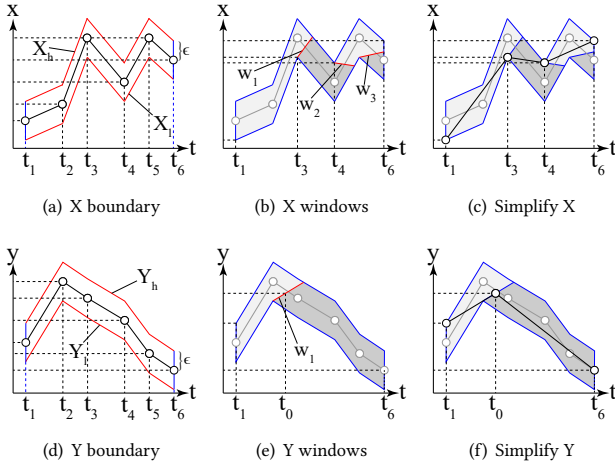 x
X_h
X_l
ϵ
t
t_1 t_2 t_3 t_4 t_5 t_6
(a) X boundary
x
w_1
w_2
w_3
t
t_1 t_3 t_4 t_6
(b) X windows
x
t
t_1 t_3 t_4 t_6
(c) Simplify X
y
Y_h
Y_l
ϵ
t
t_1 t_2 t_3 t_4 t_5 t_6
(d) Y boundary
y
w_1
t
t_1 t_0 t_6
(e) Y windows
y
t
t_1 t_0 t_6
(f) Simplify Y